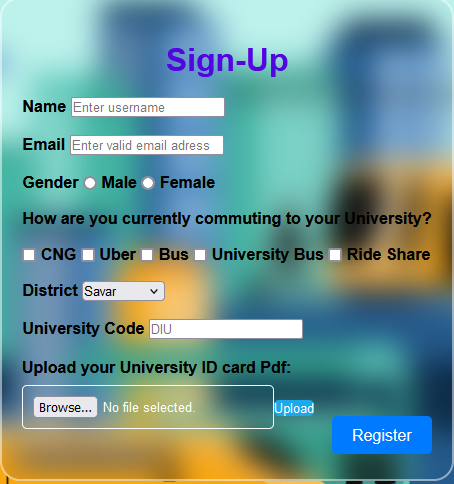 Sign-Up
Name Enter username
Email Enter valid email adress
Gender Male Female
How are you currently commuting to your University?
CNG Uber Bus University Bus Ride Share
District Savar
University Code DIU
Upload your University ID card Pdf:
Browse... No file selected. Upload
Register